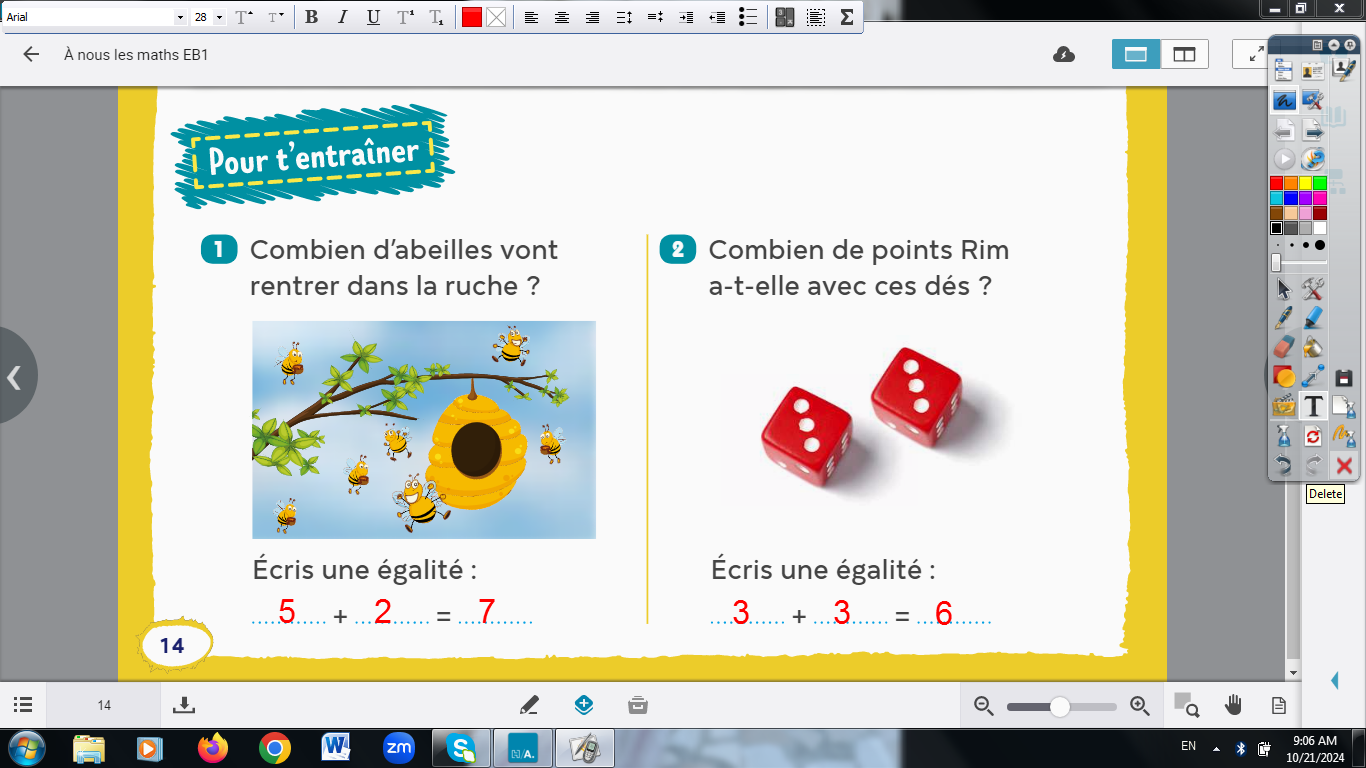 Arial 28 B I U T T Σ
À nous les maths EB1
Pour t'entraîner
1 Combien d'abeilles vont
rentrer dans la ruche ?
Écris une égalité :
5 + 2 = 7
2 Combien de points Rim
a-t-elle avec ces dés ?
Écris une égalité :
3 + 3 = 6
14
T
Delete
14
W zm S H/A.
EN 9:06 AM
10/21/2024